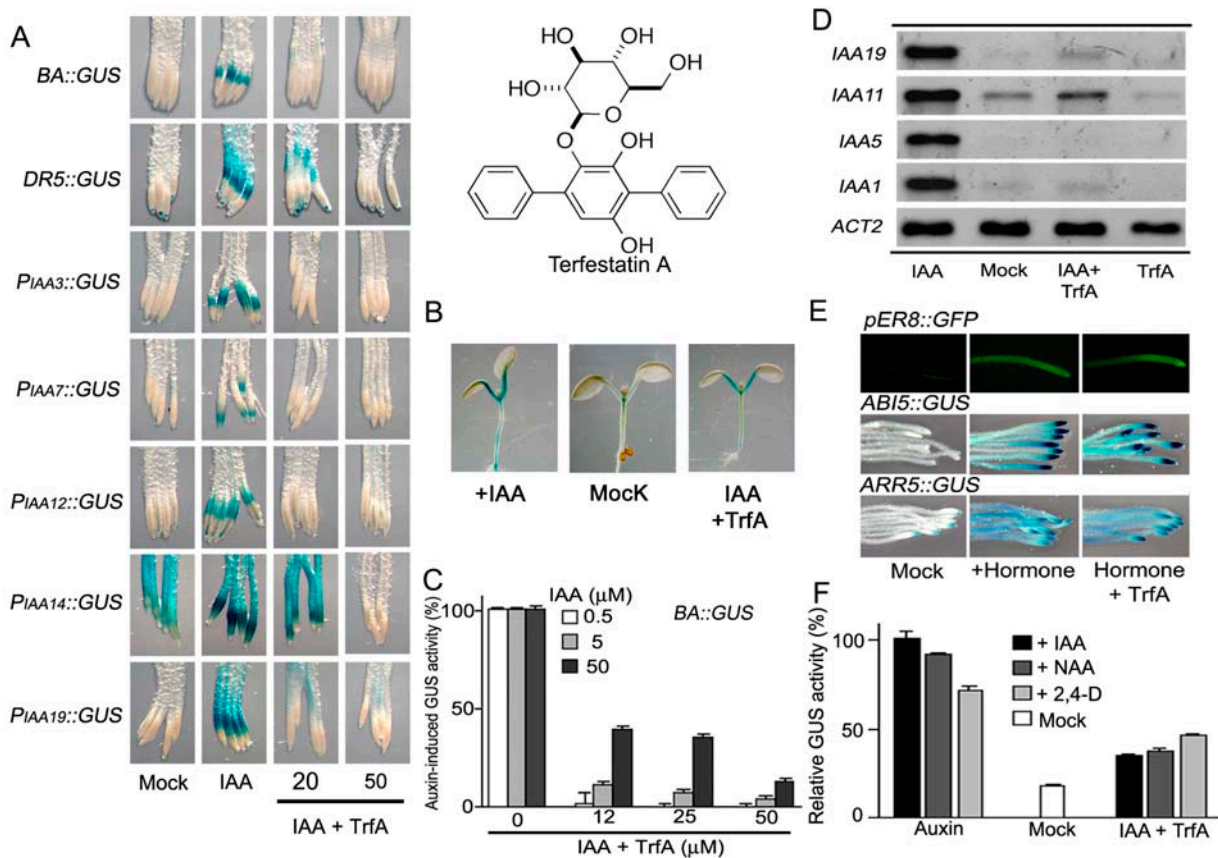 A
BA::GUS
DR5::GUS
PIAA3::GUS
PIAA7::GUS
PIAA12::GUS
PIAA14::GUS
PIAA19::GUS
Mock IAA 20 50
IAA + TrfA
HO
OH
HO
OH
HO
O
O
OH
OH
Terfestatin A
B
+IAA MocK IAA
+TrfA
C
IAA (μM)
0.5
5
50
BA::GUS
Auxin-induced GUS activity (%)
100
50
0
0 12 25 50
IAA + TrfA (μM)
D
IAA19
IAA11
IAA5
IAA1
ACT2
IAA Mock IAA+ TrfA
TrfA
E
pER8::GFP
ABI5::GUS
ARR5::GUS
Mock +Hormone Hormone
+ TrfA
F
Relative GUS activity (%)
100
50
0
+ IAA
+ NAA
+ 2,4-D
Mock
Auxin Mock IAA + TrfA